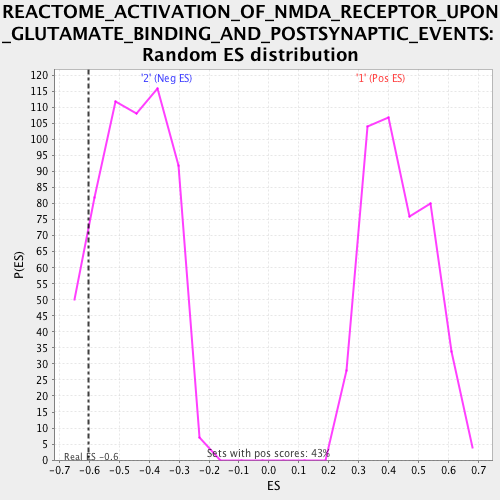 REACTOME_ACTIVATION_OF_NMDA_RECEPTOR_UPON
_GLUTAMATE_BINDING_AND_POSTSYNAPTIC_EVENTS:
Random ES distribution
'2' (Neg ES) '1' (Pos ES)
120
115
110
105
100
95
90
85
80
75
70
65
60
55
50
45
40
35
30
25
20
15
10
5
0
P(ES)
Real ES -0.6
Sets with pos scores: 43%
-0.7 -0.6 -0.5 -0.4 -0.3 -0.2 -0.1 0.0 0.1 0.2 0.3 0.4 0.5 0.6 0.7
ES